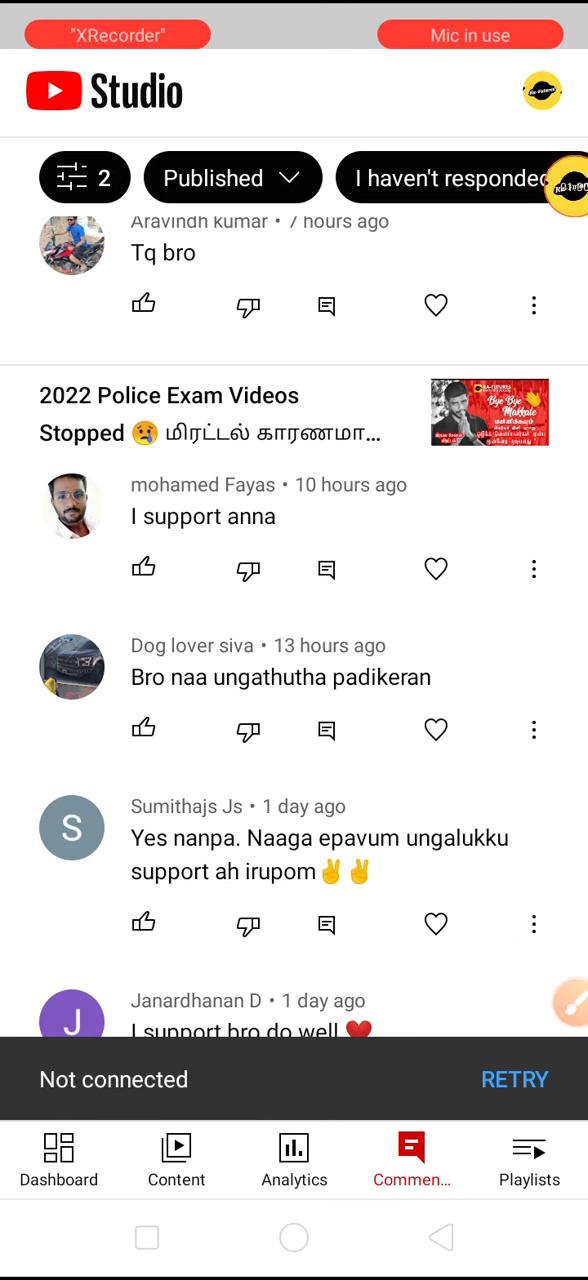 "XRecorder"
Mic in use
Studio
2
Published
I haven't responded
Aravindh kumar • 7 hours ago
Tq bro
2022 Police Exam Videos
Stopped 😢 மிரட்டல் காரணமா...
Bye Bye
Makkale
mohamed Fayas • 10 hours ago
I support anna
Dog lover siva • 13 hours ago
Bro naa ungathutha padikeran
S
Sumithajs Js • 1 day ago
Yes nanpa. Naaga epavum ungalukku
support ah irupom✌️✌️
J
Janardhanan D • 1 day ago
I support bro do well ❤️
Not connected
RETRY
Dashboard
Content
Analytics
Commen...
Playlists